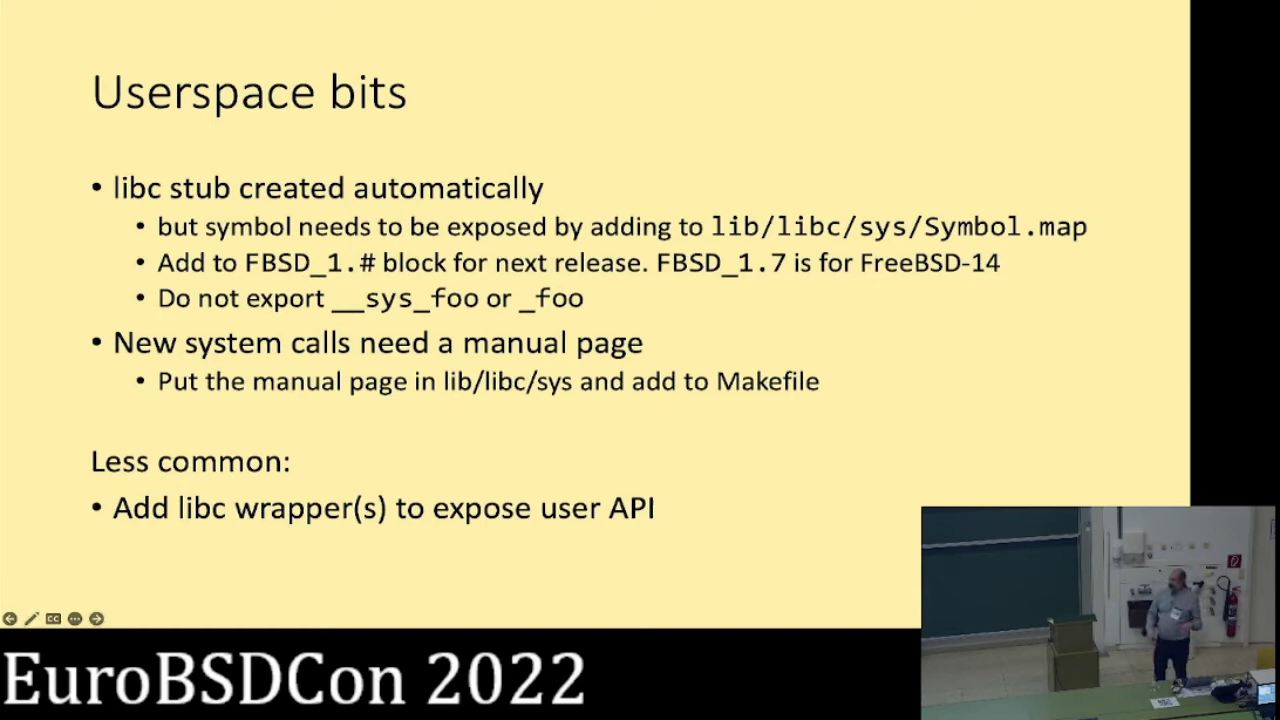 Userspace bits
• libc stub created automatically
• but symbol needs to be exposed by adding to lib/libc/sys/Symbol.map
• Add to FBSD_1.# block for next release. FBSD_1.7 is for FreeBSD-14
• Do not export __sys_foo or _foo
• New system calls need a manual page
• Put the manual page in lib/libc/sys and add to Makefile
Less common:
• Add libc wrapper(s) to expose user API
CC
EuroBSDCon 2022